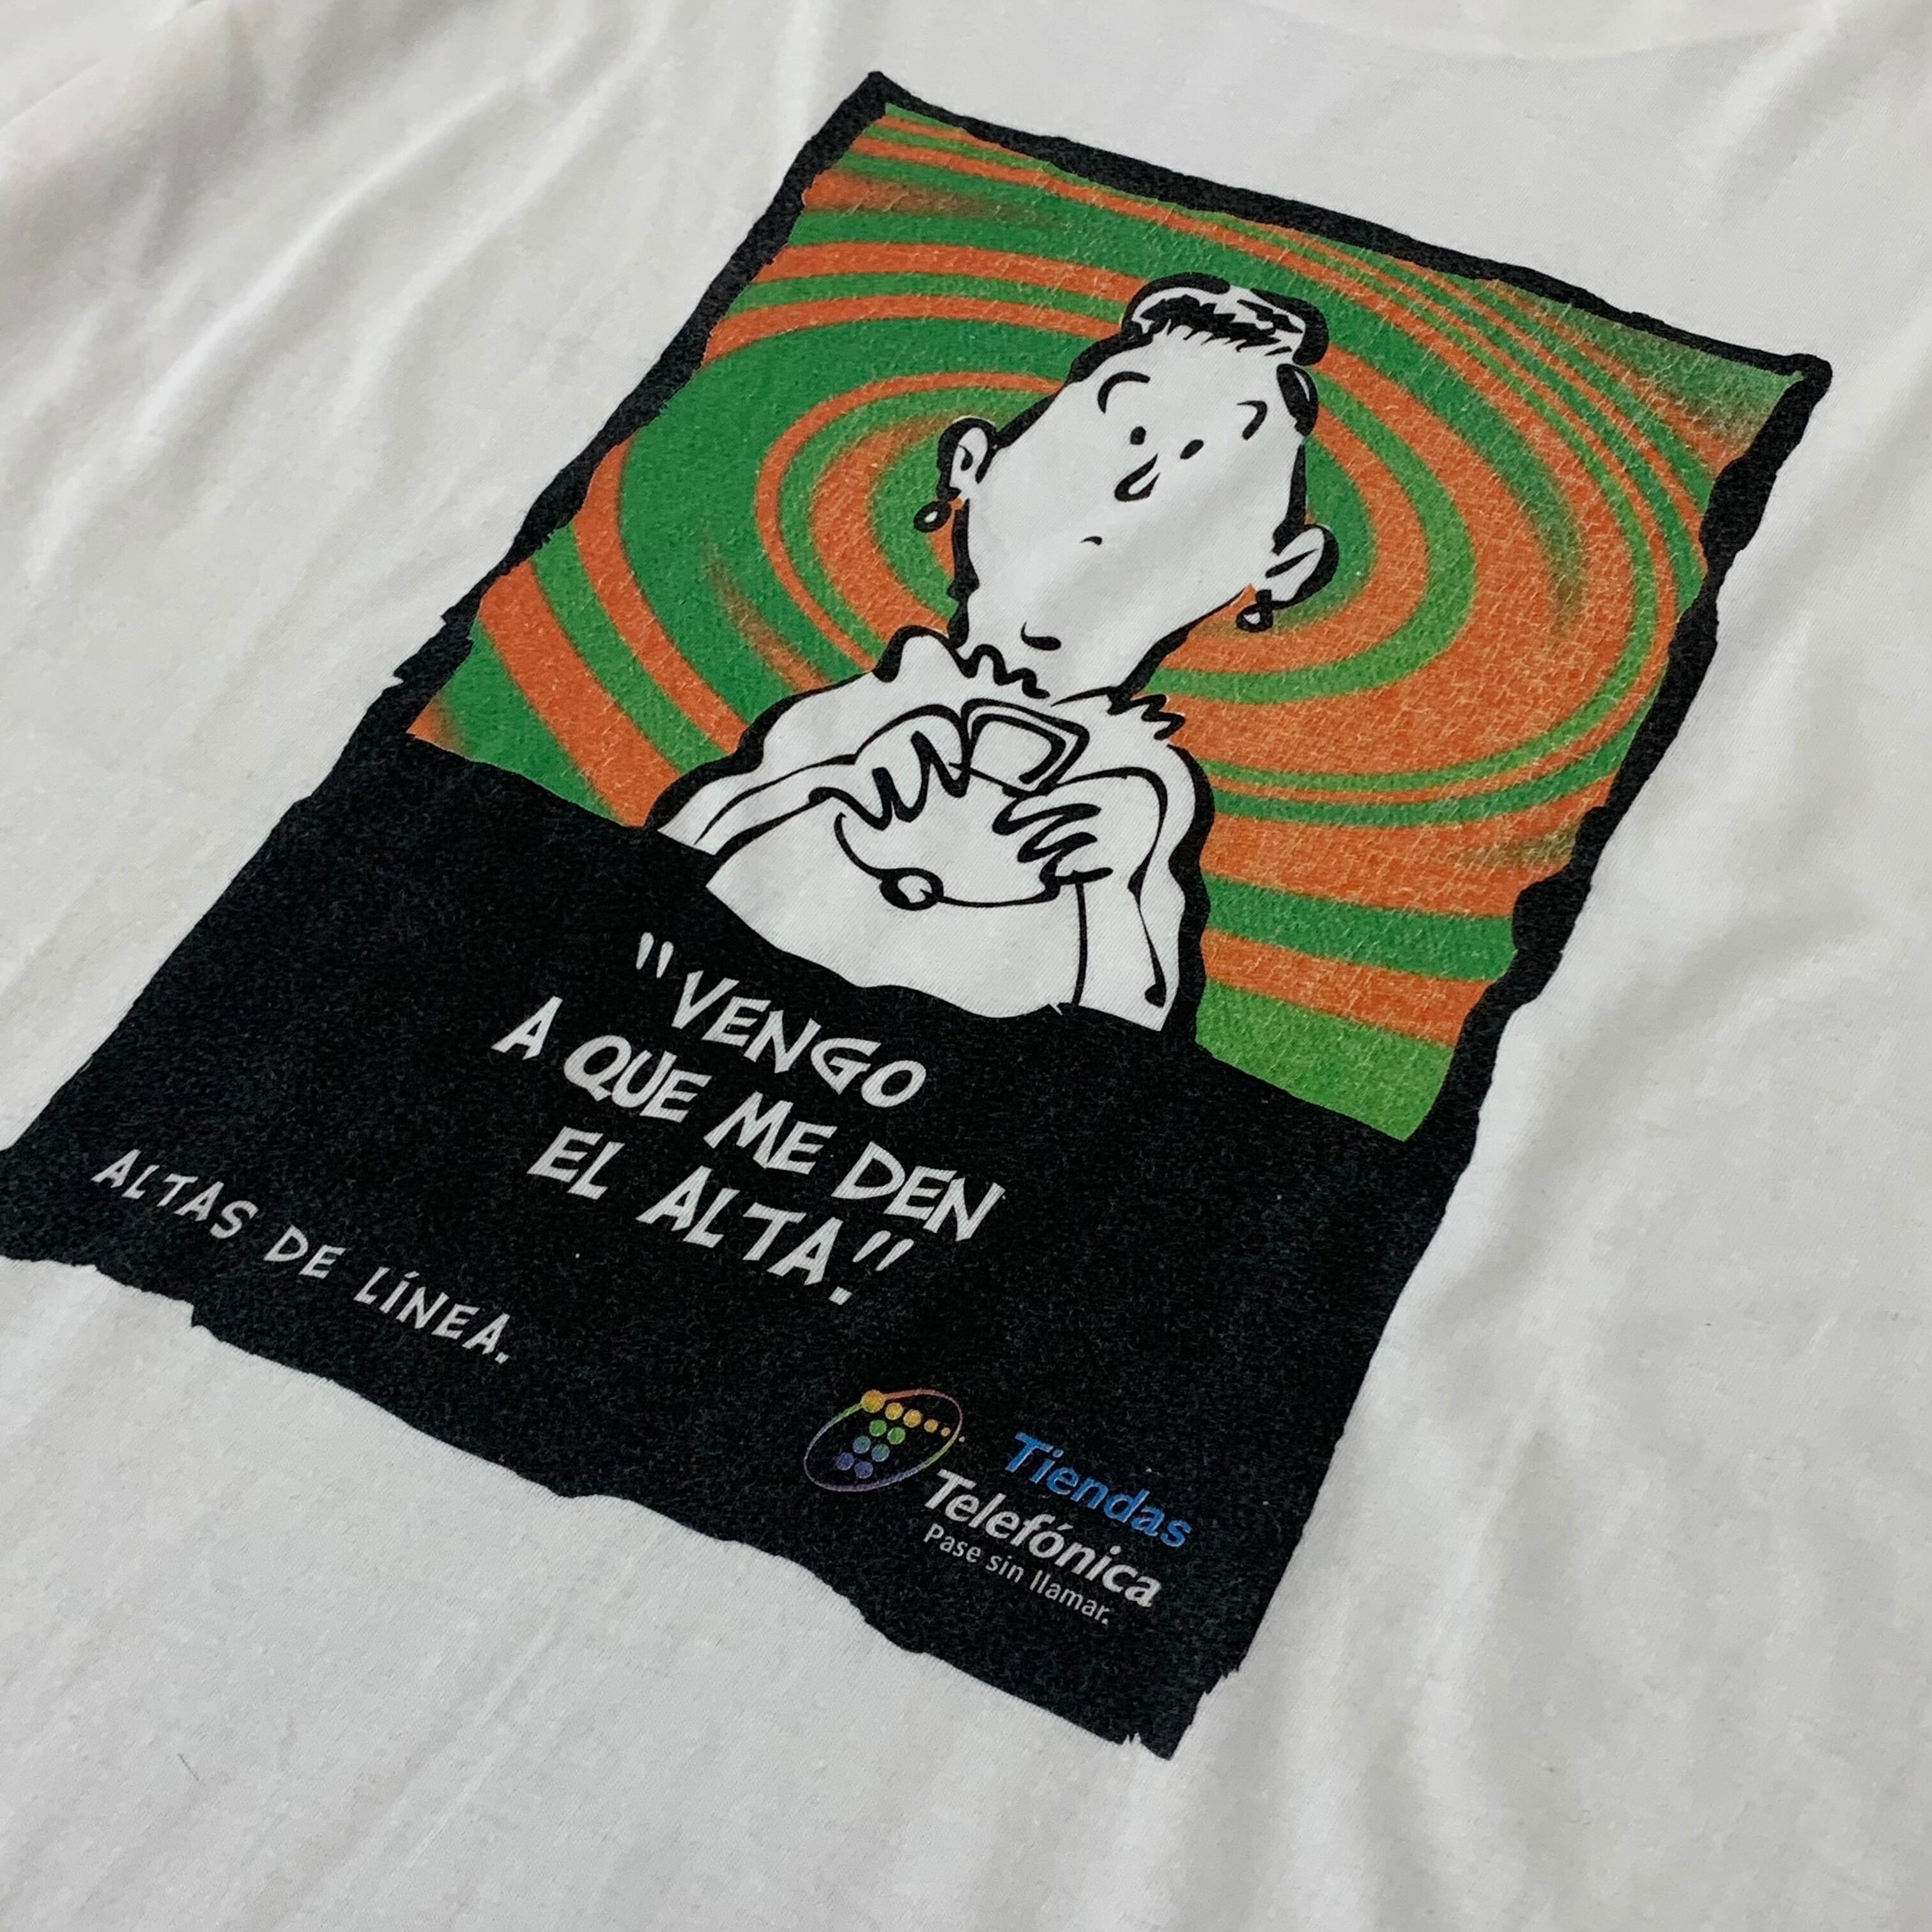 "VENGO
A QUE ME DEN
EL ALTA."
ALTAS DE LÍNEA.
Tiendas
Telefónica
Pase sin llamar.